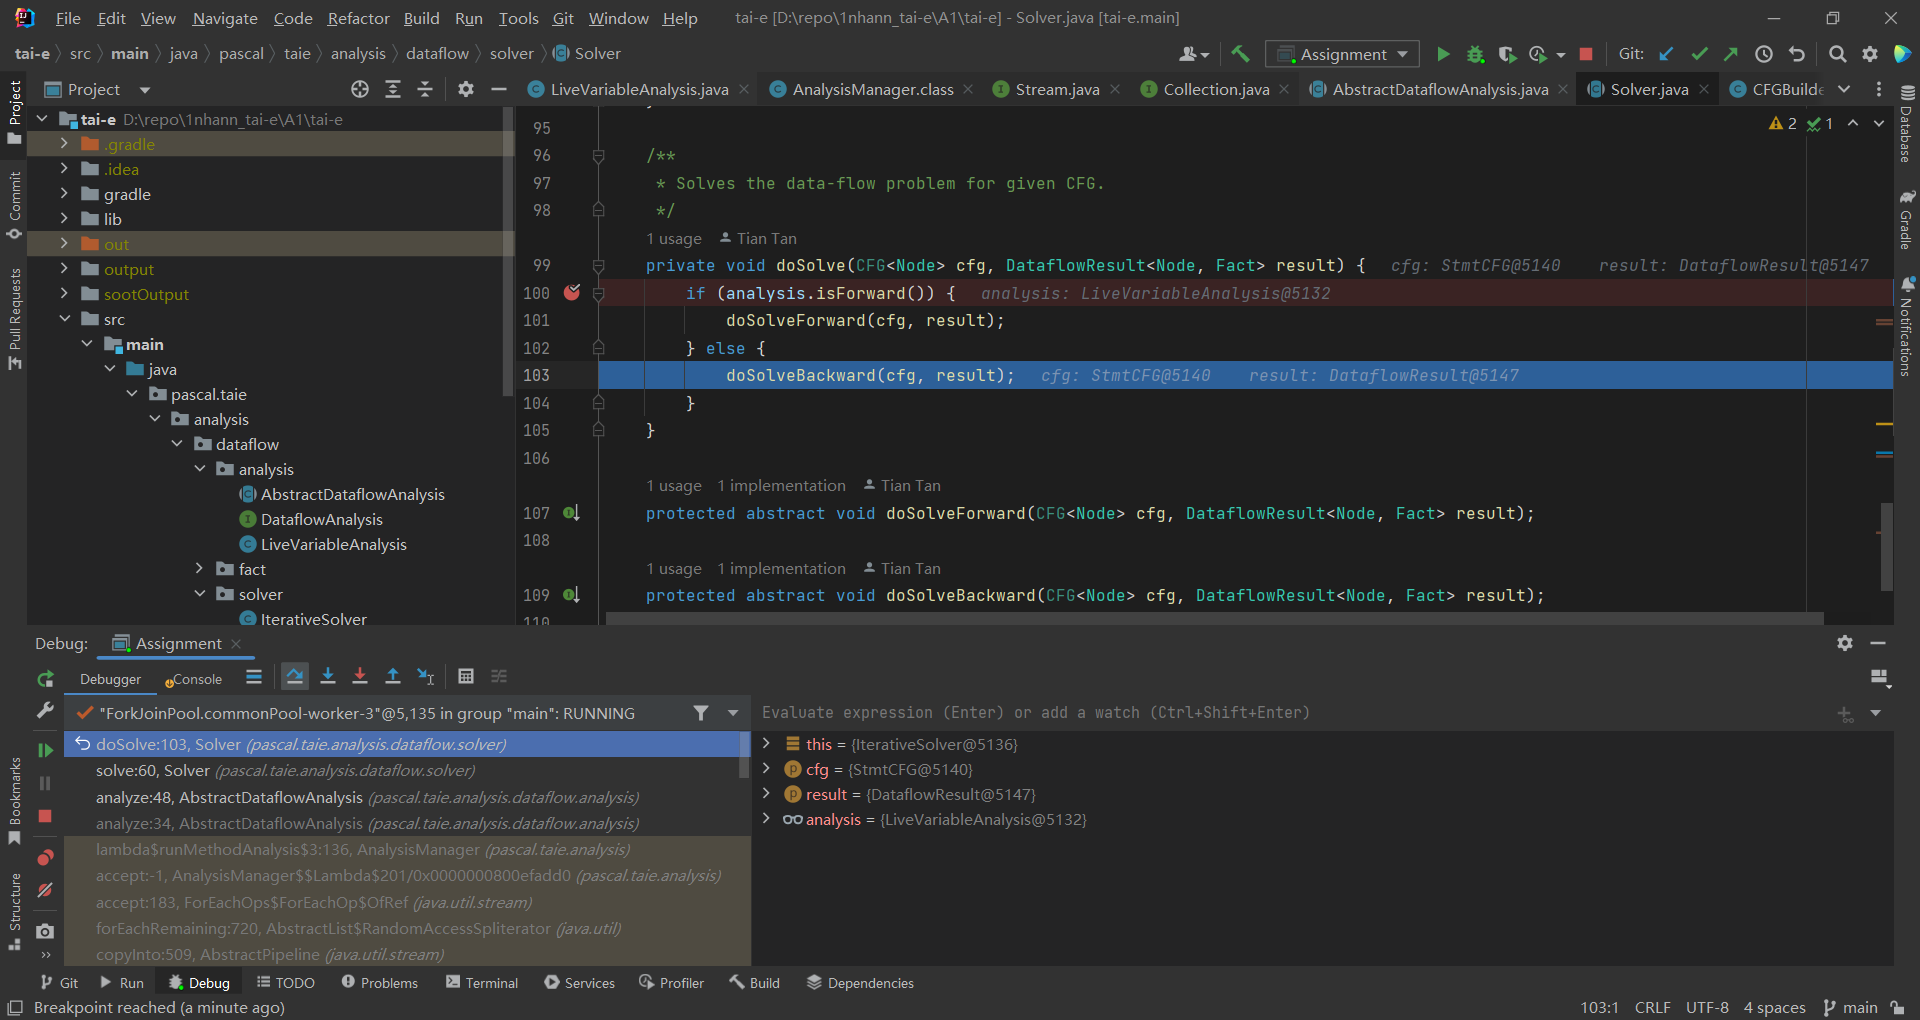 File Edit View Navigate Code Refactor Build Run Tools Git Window Help tai-e [D:\repo\1nhann_tai-e\A1\tai-e] - Solver.java [tai-e.main]
tai-e src main java pascal taie analysis dataflow solver Solver
Assignment Git:
Project LiveVariableAnalysis.java AnalysisManager.class Stream.java Collection.java AbstractDataflowAnalysis.java Solver.java CFGBuilde
Project
Commit
Pull Requests
Bookmarks
Structure
tai-e D:\repo\1nhann_tai-e\A1\tai-e
.gradle
.idea
gradle
lib
out
output
sootOutput
src
main
java
pascal.taie
analysis
dataflow
analysis
AbstractDataflowAnalysis
DataflowAnalysis
LiveVariableAnalysis
fact
solver
IterativeSolver
2 1
95
96 /**
97 * Solves the data-flow problem for given CFG.
98 */
1 usage Tian Tan
99 private void doSolve(CFG<Node> cfg, DataflowResult<Node, Fact> result) { cfg: StmtCFG@5140 result: DataflowResult@5147
100 if (analysis.isForward()) { analysis: LiveVariableAnalysis@5132
101 doSolveForward(cfg, result);
102 } else {
103 doSolveBackward(cfg, result); cfg: StmtCFG@5140 result: DataflowResult@5147
104 }
105 }
106
1 usage 1 implementation Tian Tan
107 protected abstract void doSolveForward(CFG<Node> cfg, DataflowResult<Node, Fact> result);
108
1 usage 1 implementation Tian Tan
109 protected abstract void doSolveBackward(CFG<Node> cfg, DataflowResult<Node, Fact> result);
110
Database
Gradle
Notifications
Debug: Assignment
Debugger Console
"ForkJoinPool.commonPool-worker-3"@5,135 in group "main": RUNNING
doSolve:103, Solver (pascal.taie.analysis.dataflow.solver)
solve:60, Solver (pascal.taie.analysis.dataflow.solver)
analyze:48, AbstractDataflowAnalysis (pascal.taie.analysis.dataflow.analysis)
analyze:34, AbstractDataflowAnalysis (pascal.taie.analysis.dataflow.analysis)
lambda$runMethodAnalysis$3:136, AnalysisManager (pascal.taie.analysis)
accept:-1, AnalysisManager$$Lambda$201/0x0000000800efadd0 (pascal.taie.analysis)
accept:183, ForEachOps$ForEachOp$OfRef (java.util.stream)
forEachRemaining:720, AbstractList$RandomAccessSpliterator (java.util)
copyInto:509, AbstractPipeline (java.util.stream)
Evaluate expression (Enter) or add a watch (Ctrl+Shift+Enter)
this = {IterativeSolver@5136}
cfg = {StmtCFG@5140}
result = {DataflowResult@5147}
analysis = {LiveVariableAnalysis@5132}
Git Run Debug TODO Problems Terminal Services Profiler Build Dependencies
Breakpoint reached (a minute ago) 103:1 CRLF UTF-8 4 spaces main